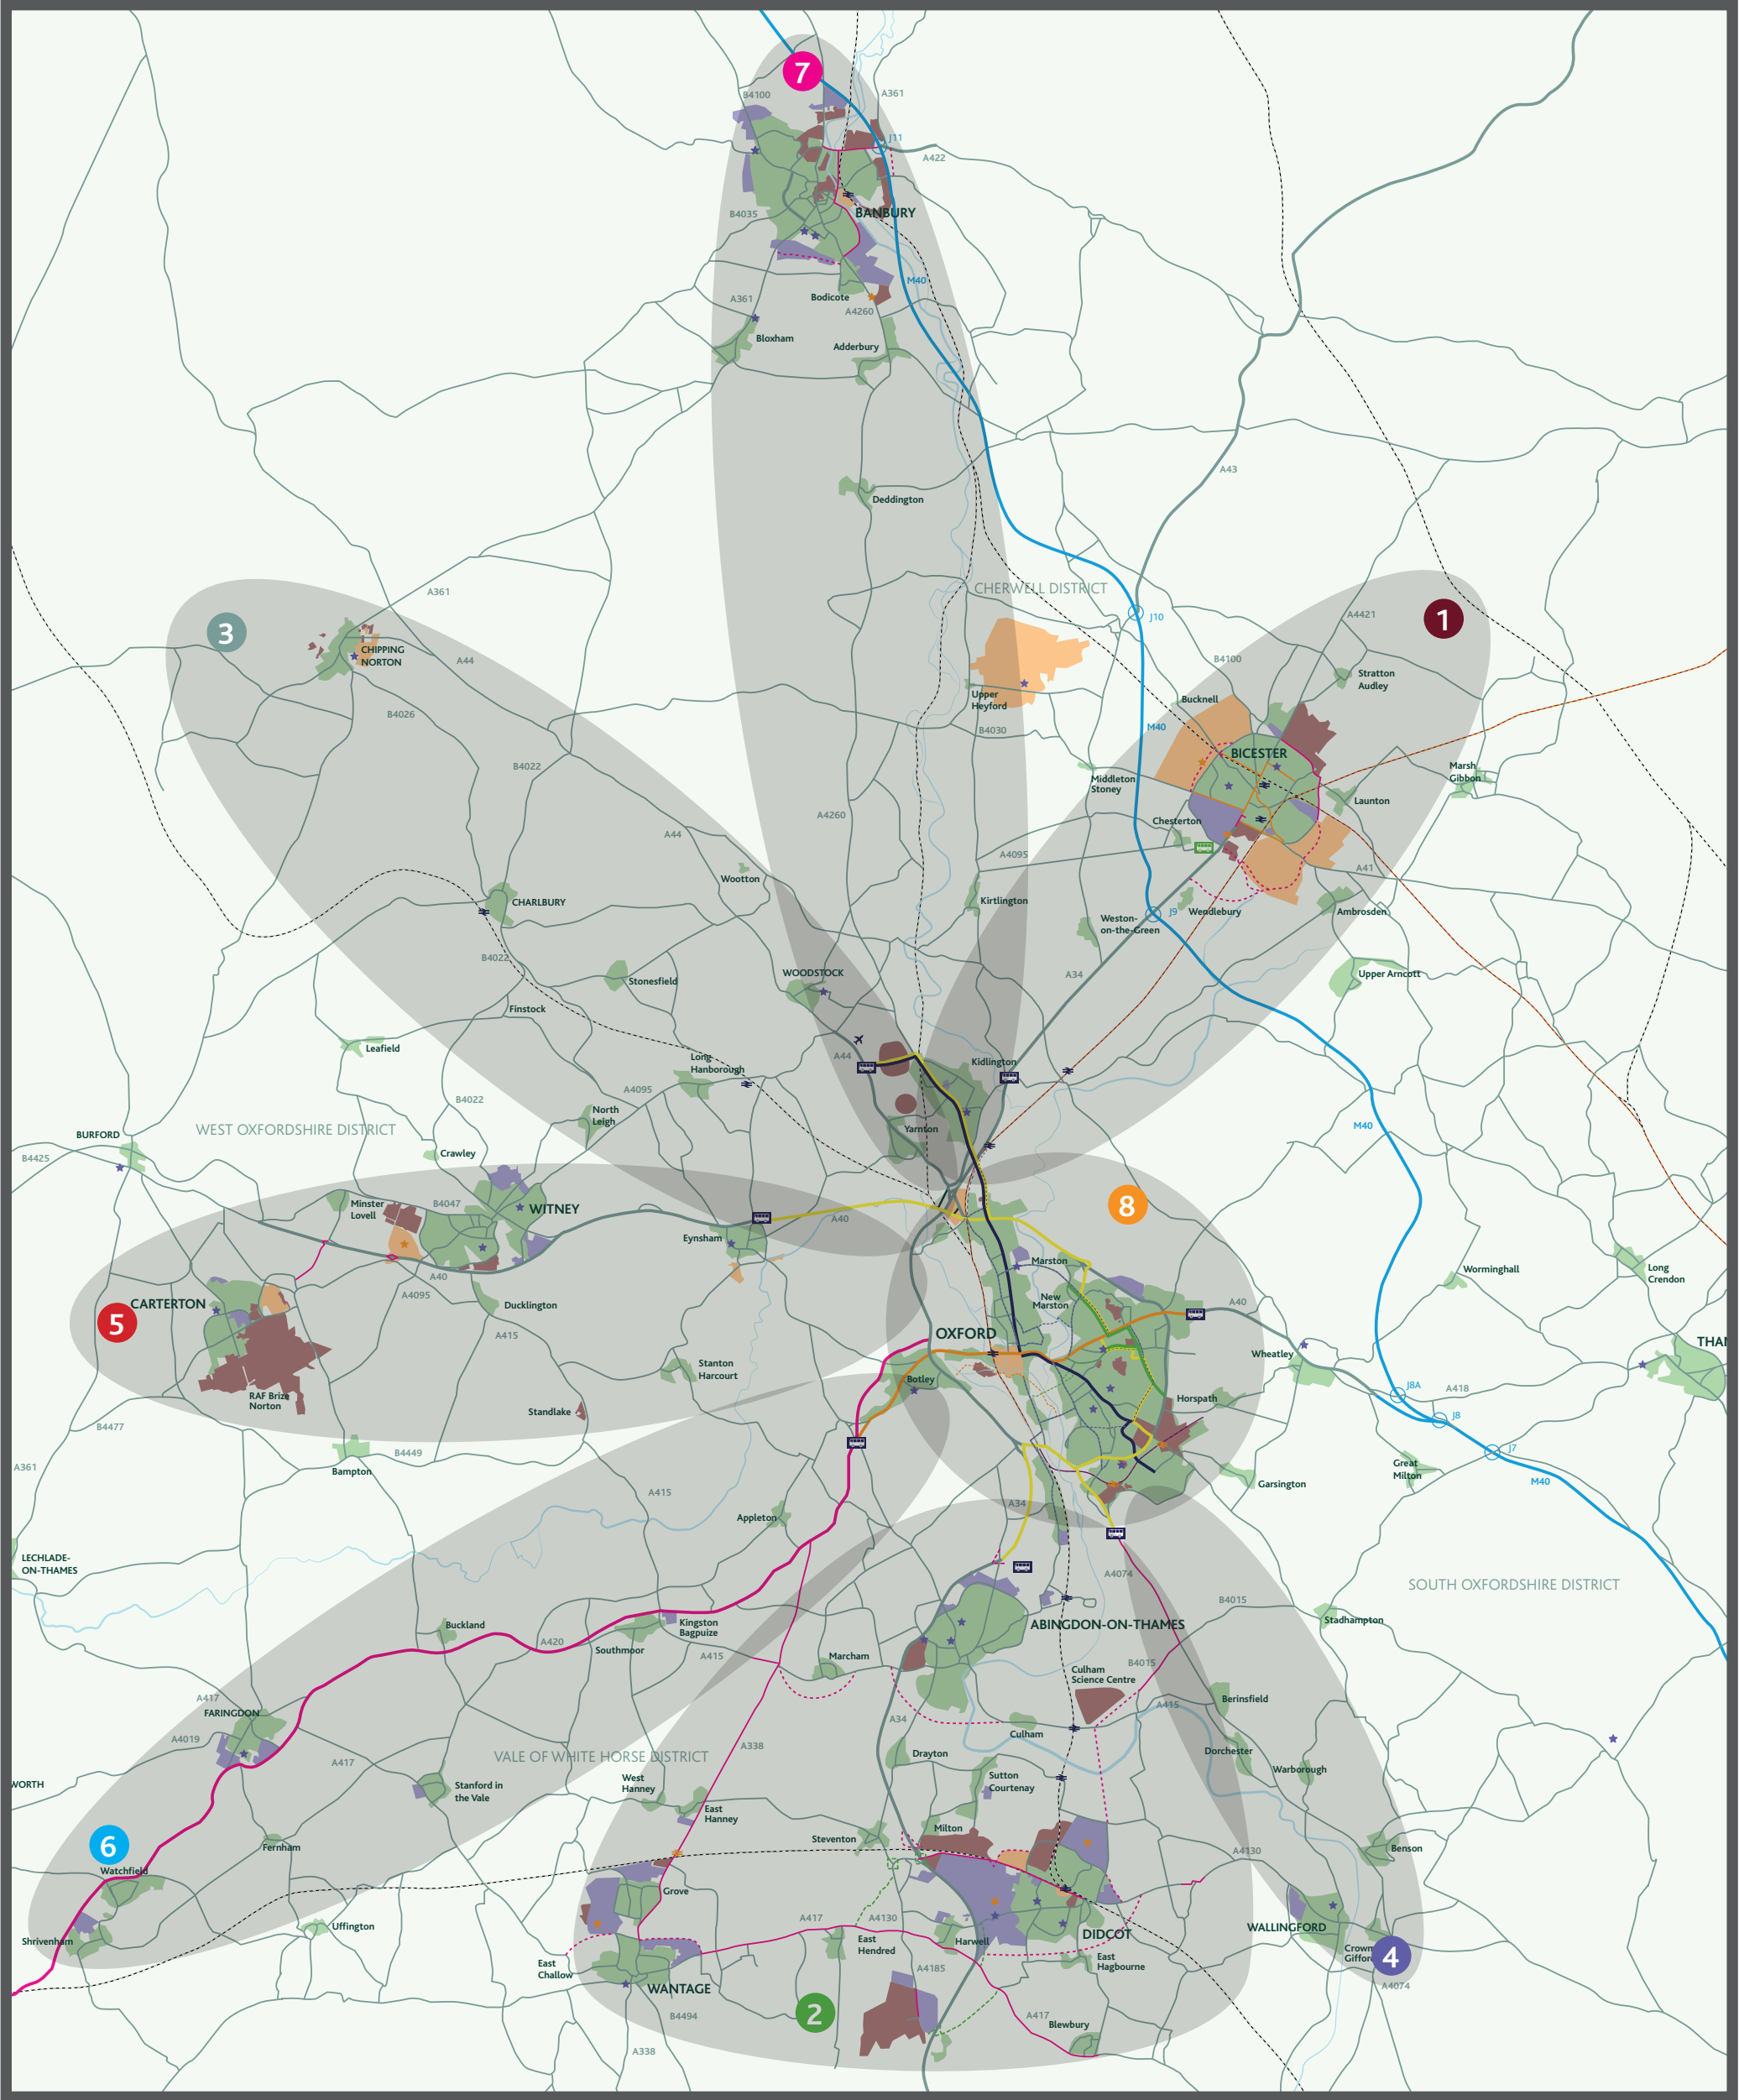 7
B4100
A361
J11
A422
B4035
BANBURY
M40
A361
Bodicote
A4260
Bloxham
Adderbury
A43
Deddington
CHERWELL DISTRICT
A361
J10
A4421
1
3
CHIPPING
NORTON
A44
B4100
Stratton
Audley
Upper
Heyford
Bucknell
B4026
B4030
M40
BICESTER
B4022
Middleton
Stoney
Marsh
Gibbon
Launton
A4260
A44
Chesterton
A4095
A41
Wootton
CHARLBURY
Kirtlington
J9
Wendlebury
Ambrosden
Weston-
on-the-Green
B4022
WOODSTOCK
A34
Upper Arncott
Stonesfield
Finstock
Leafield
Long
Hanborough
A44
Kidlington
A4095
B4022
North
Leigh
Yarnton
M40
WEST OXFORDSHIRE DISTRICT
BURFORD
B4425
Crawley
Minster
Lovell
B4047
WITNEY
8
A40
Eynsham
Marston
Worminghall
Long
Crendon
A40
A4095
Ducklington
New
Marston
A40
CARTERTON
5
A415
OXFORD
THAM
Wheatley
Stanton
Harcourt
Botley
J8A
A418
RAF Brize
Norton
Standlake
Horspath
J8
B4477
B4449
J7
A361
Bampton
Great
Milton
M40
Garsington
A415
A34
Appleton
LECHLADE-
ON-THAMES
A4074
SOUTH OXFORDSHIRE DISTRICT
B4015
Stadhampton
Buckland
Kingston
Bagpuize
ABINGDON-ON-THAMES
A420
Southmoor
A415
Marcham
B4015
Culham
Science Centre
A417
FARINGDON
Berinsfield
A415
A4019
A34
Culham
A338
VALE OF WHITE HORSE DISTRICT
Drayton
Dorchester
A417
Warborough
WORTH
Stanford in
the Vale
West
Hanney
Sutton
Courtenay
East
Hanney
Milton
6
Fernham
Steventon
Benson
A4130
Watchfield
Grove
A417
A4130
WALLINGFORD
Uffington
Shrivenham
East
Hendred
Harwell
DIDCOT
Crown
Giffor
4
East
Challow
A4185
East
Hagbourne
WANTAGE
A4074
2
B4494
A417
Blewbury
A338